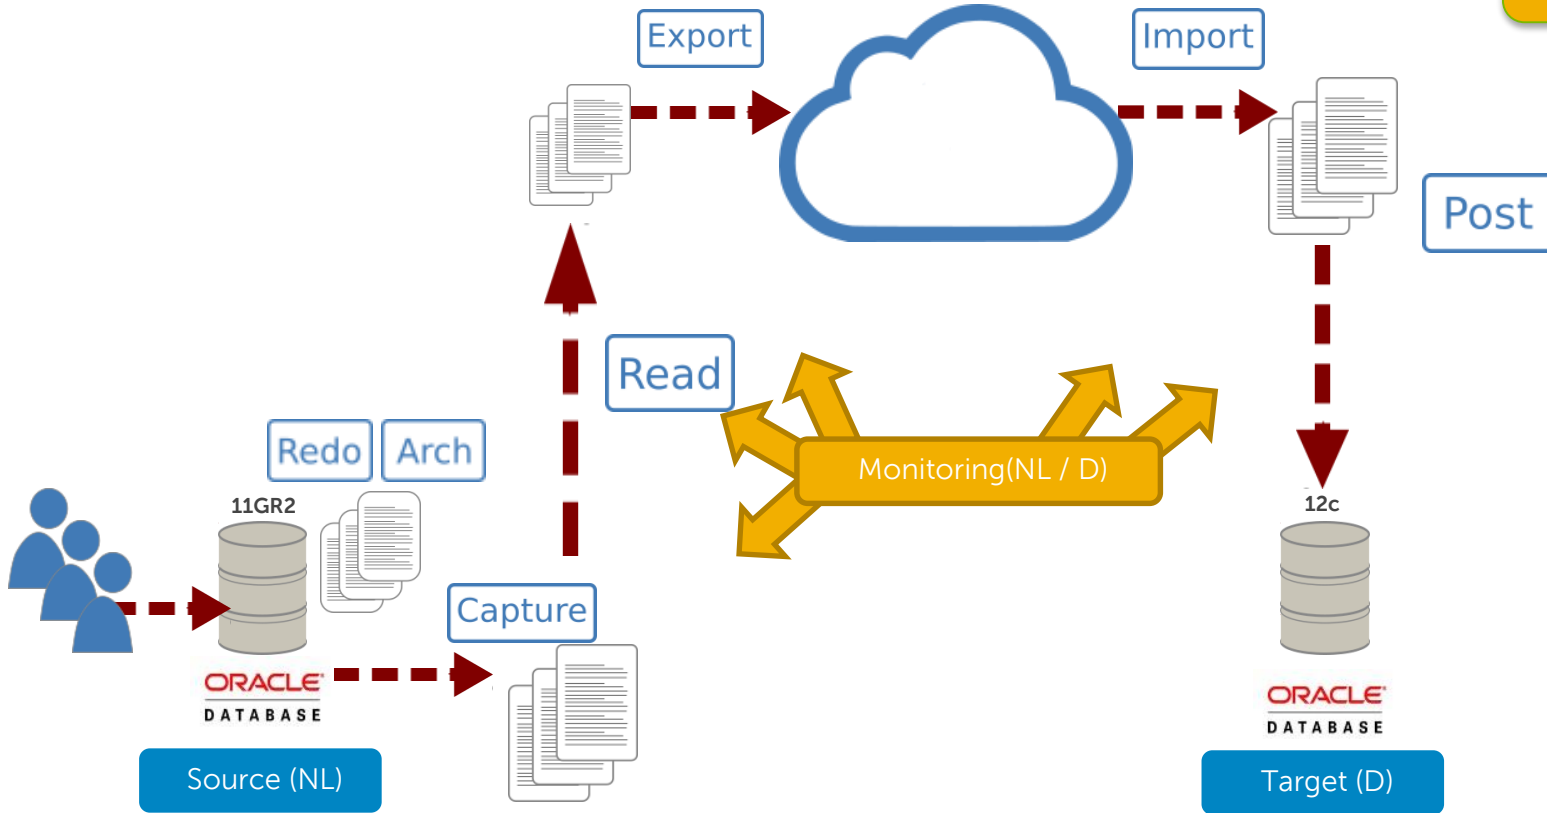 Export
Import
Post
Read
Monitoring(NL / D)
Redo
Arch
11GR2
12c
Capture
ORACLE
DATABASE
ORACLE
DATABASE
Source (NL)
Target (D)